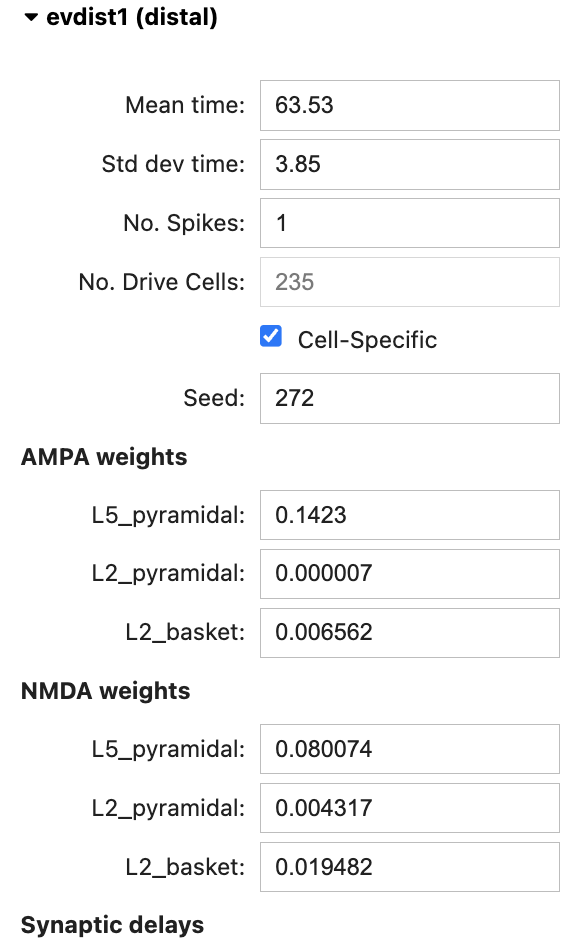 evdist1 (distal)
Mean time: 63.53
Std dev time: 3.85
No. Spikes: 1
No. Drive Cells: 235
Cell-Specific
Seed: 272
AMPA weights
L5_pyramidal: 0.1423
L2_pyramidal: 0.000007
L2_basket: 0.006562
NMDA weights
L5_pyramidal: 0.080074
L2_pyramidal: 0.004317
L2_basket: 0.019482
Synaptic delays